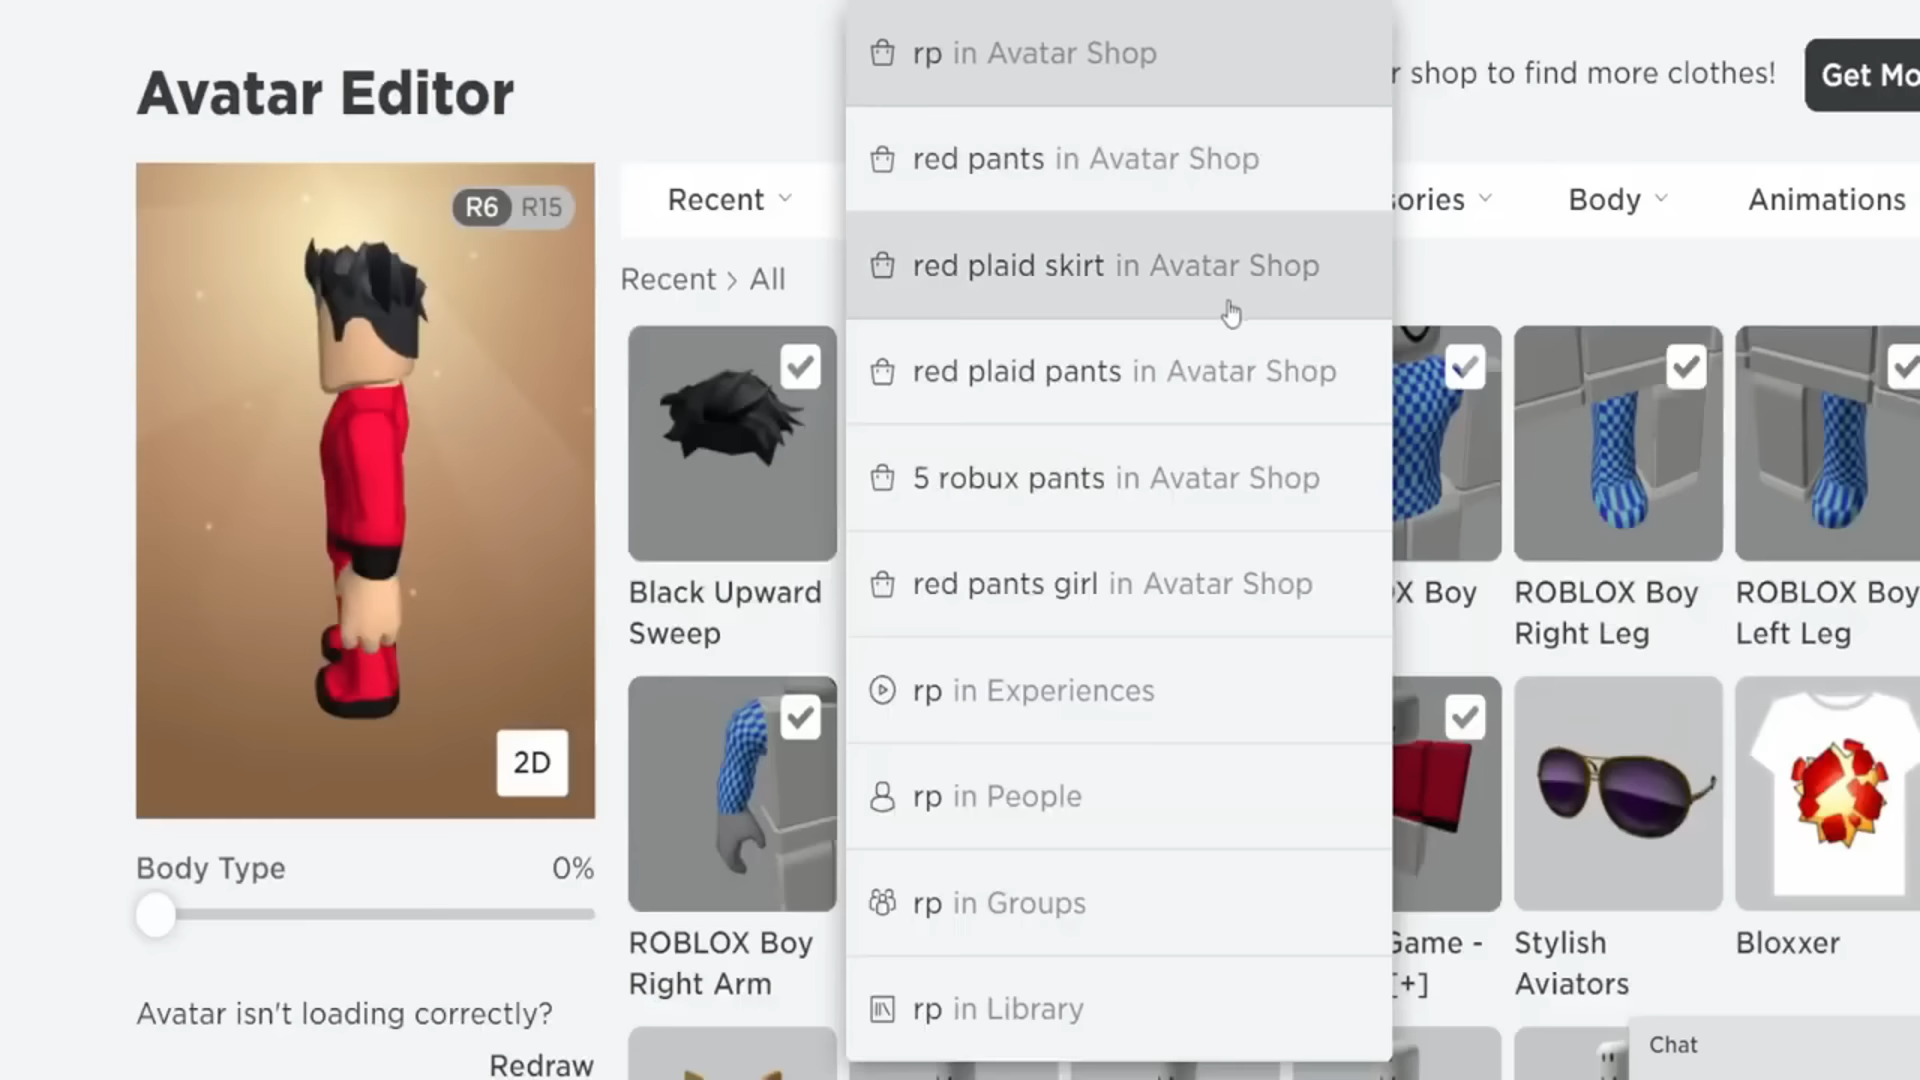 Avatar Editor
R6 R15
2D
Body Type 0%
Avatar isn't loading correctly?
Redraw
rp in Avatar Shop
red pants in Avatar Shop
red plaid skirt in Avatar Shop
red plaid pants in Avatar Shop
5 robux pants in Avatar Shop
red pants girl in Avatar Shop
rp in Experiences
rp in People
rp in Groups
rp in Library
shop to find more clothes!
Get
Recent
Body
Animations
Recent > All
Black Upward
Sweep
Boy
ROBLOX Boy
Right Leg
ROBLOX Boy
Left Leg
ROBLOX Boy
Right Arm
Game -
[+]
Stylish
Aviators
Bloxxer
Chat